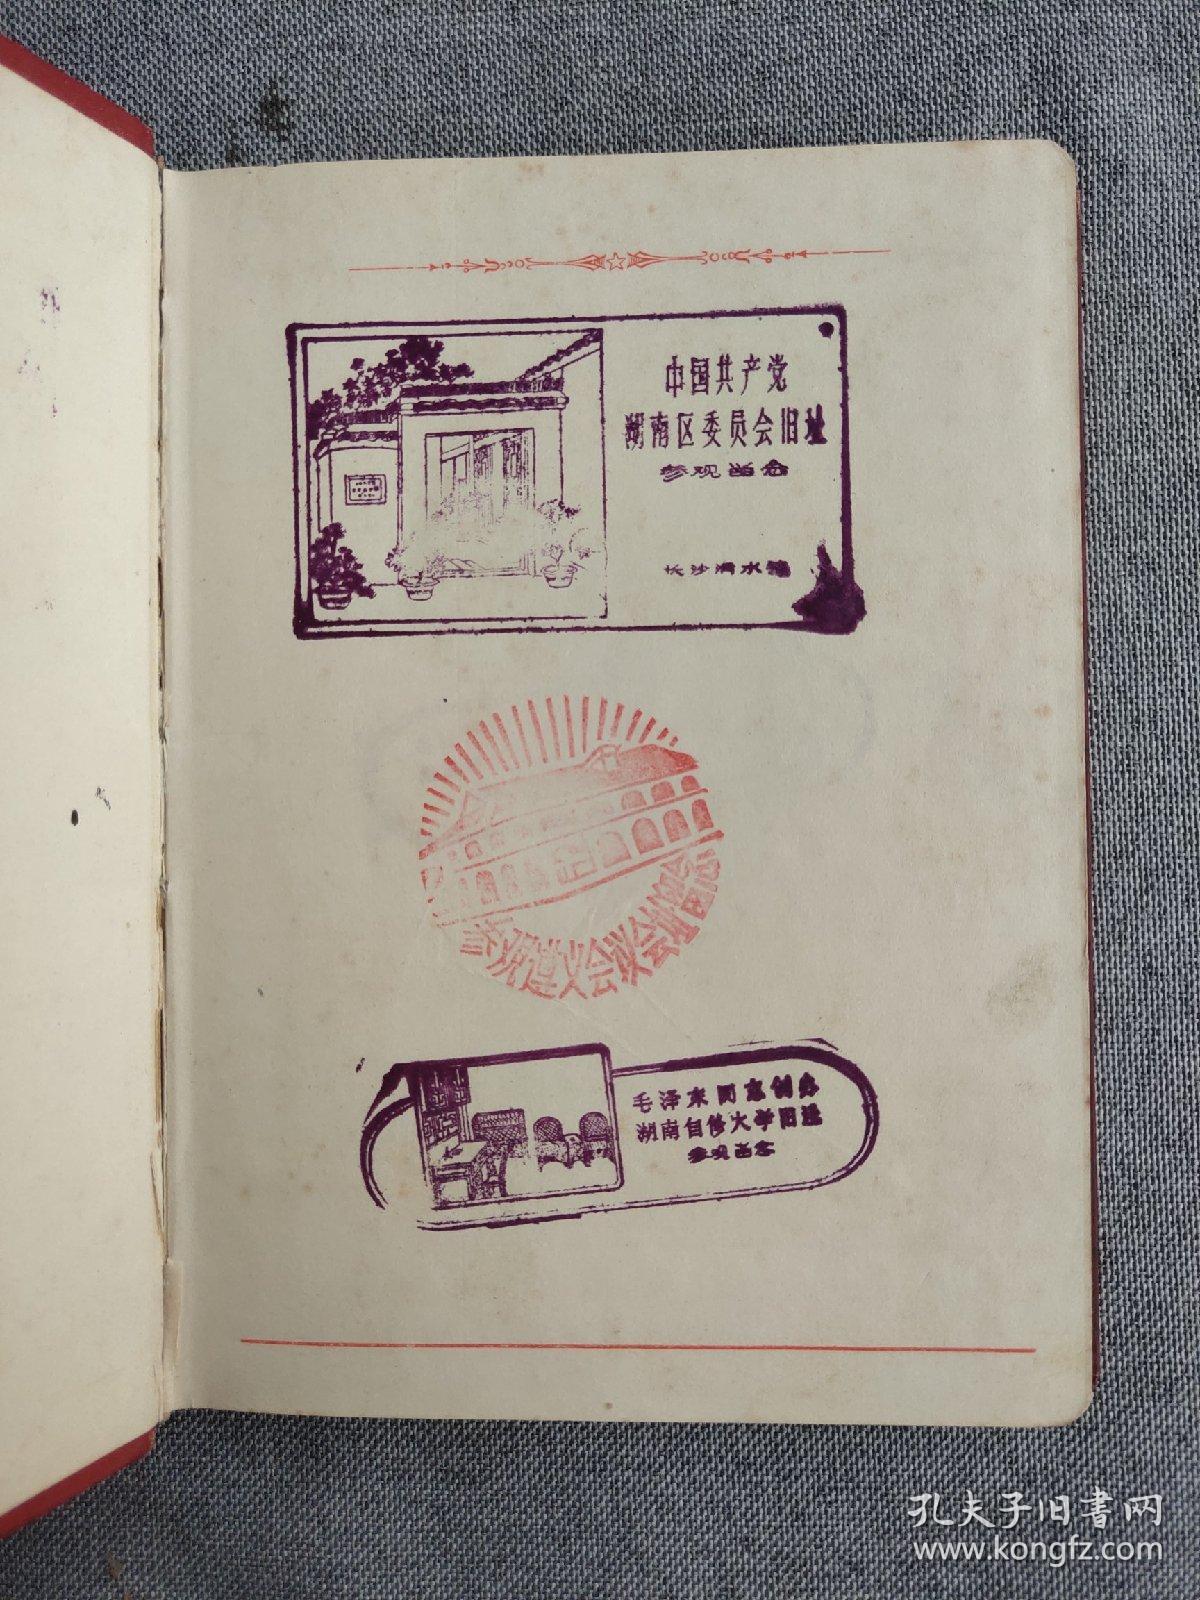 中国共产党
湖南区委员会旧址
参观留念
长沙清水塘
参观遵义会议会址留念
毛泽东同志创办
湖南自修大学旧址
参观留念
孔夫子旧書网
www.kongfz.com